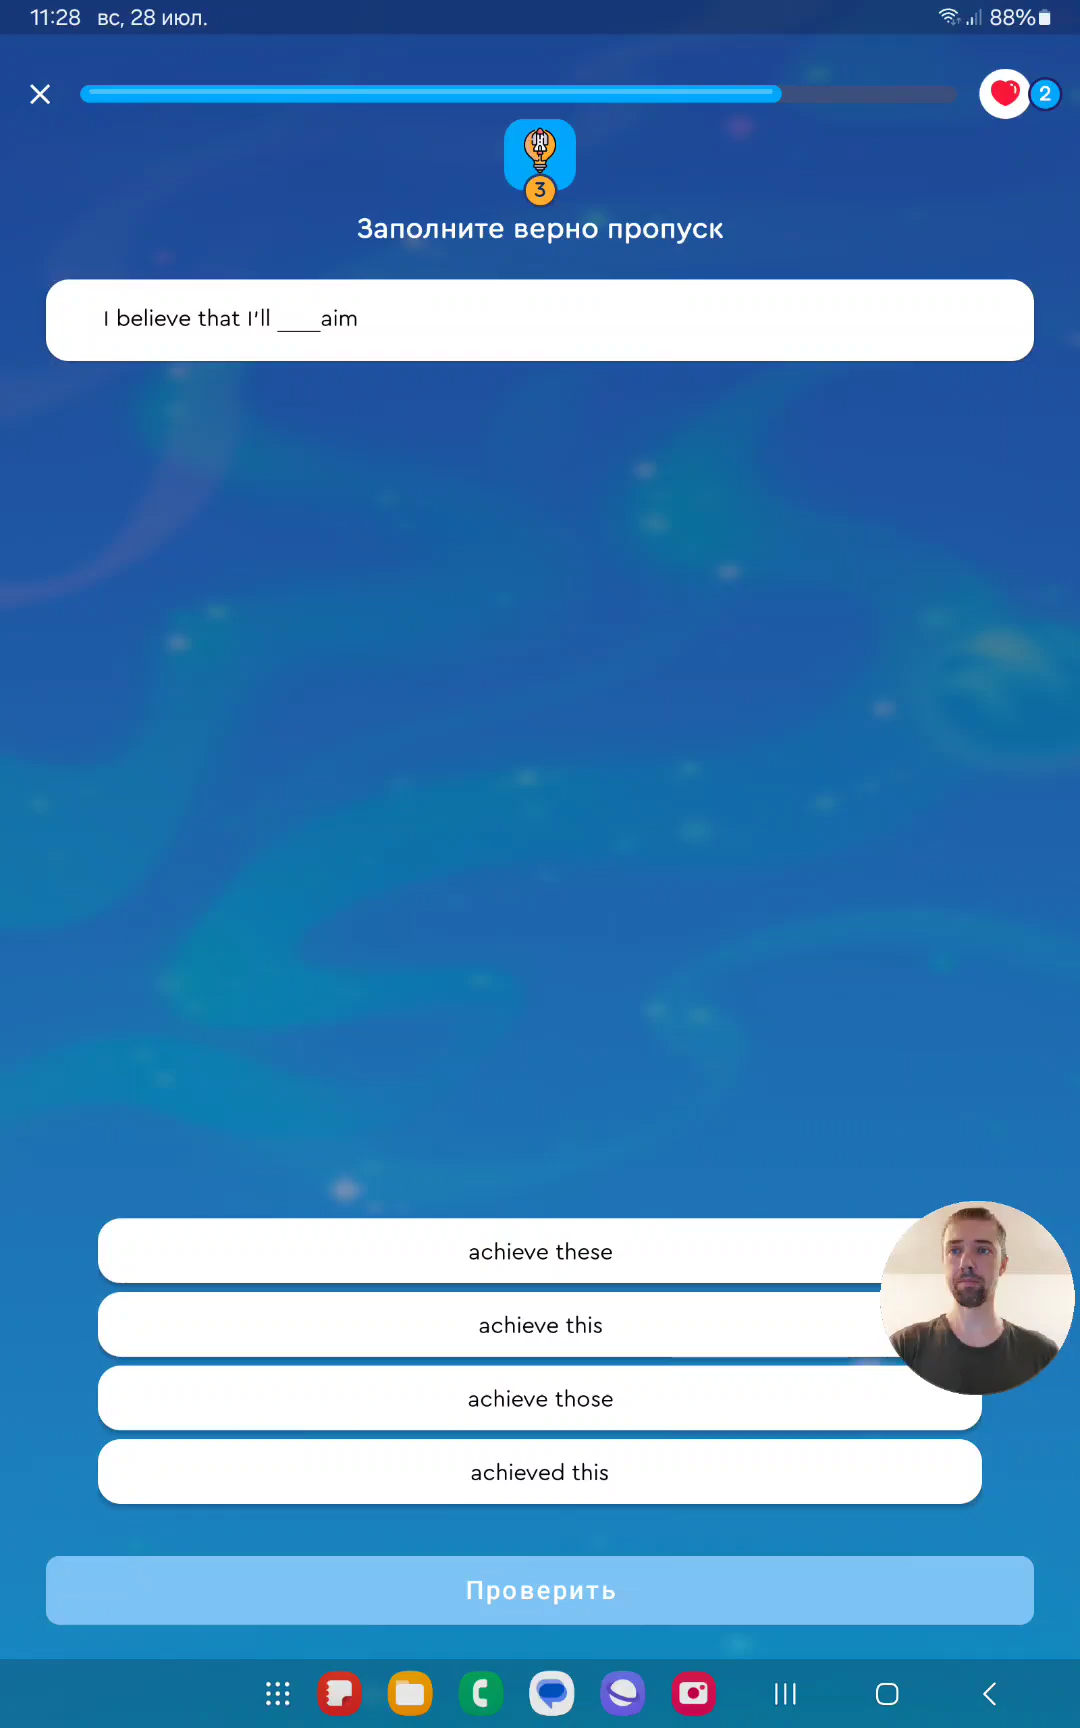 11:28 вс, 28 июл.
88%
2
3
Заполните верно пропуск
I believe that I'll ____aim
achieve these
achieve this
achieve those
achieved this
Проверить